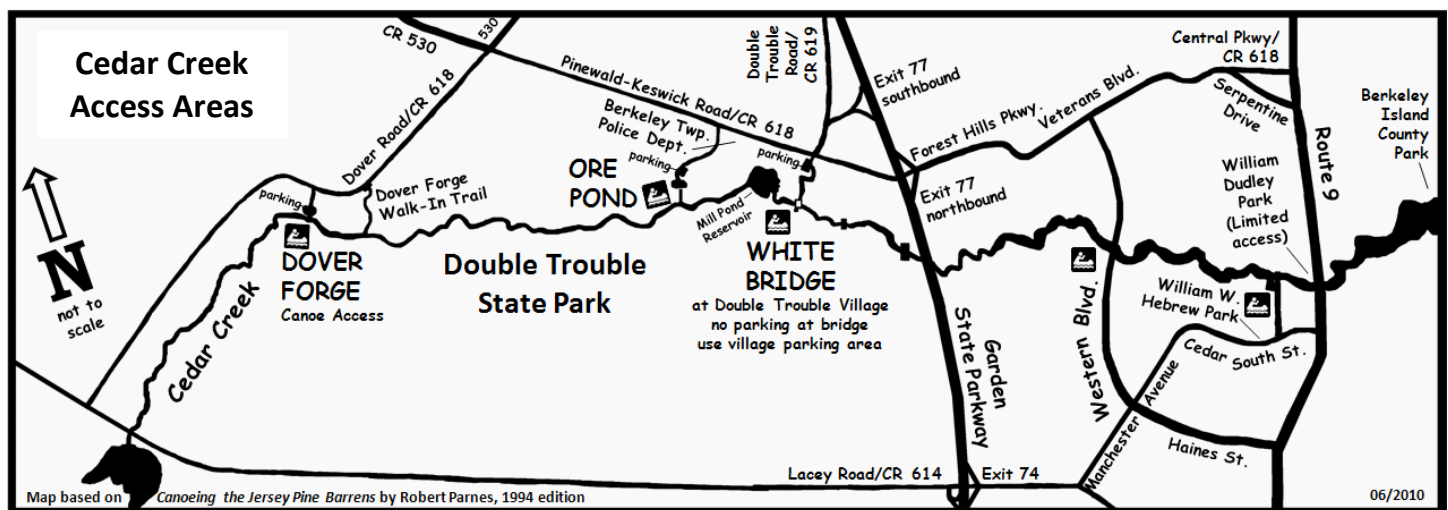 Cedar Creek
Access Areas
CR 530
530
Dover Road/CR 618
Pinewald-Keswick Road/CR 618
Double
Trouble
Road/
CR 619
Exit 77
southbound
Forest Hills Pkwy.
Veterans Blvd.
Central Pkwy/
CR 618
Serpentine
Drive
Route 9
Berkeley
Island
County
Park
Berkeley Twp.
Police Dept.
parking
parking
parking
ORE
POND
Dover Forge
Walk-In Trail
Mill Pond
Reservoir
Exit 77
northbound
William
Dudley
Park
(Limited
access)
N
not to
scale
DOVER
FORGE
Canoe Access
Double Trouble
State Park
WHITE
BRIDGE
at Double Trouble Village
no parking at bridge
use village parking area
Cedar Creek
Garden
State Parkway
Western Blvd.
William W.
Hebrew Park
Cedar South St.
Manchester Avenue
Haines St.
Lacey Road/CR 614
Exit 74
Map based on Canoeing the Jersey Pine Barrens by Robert Parnes, 1994 edition
06/2010